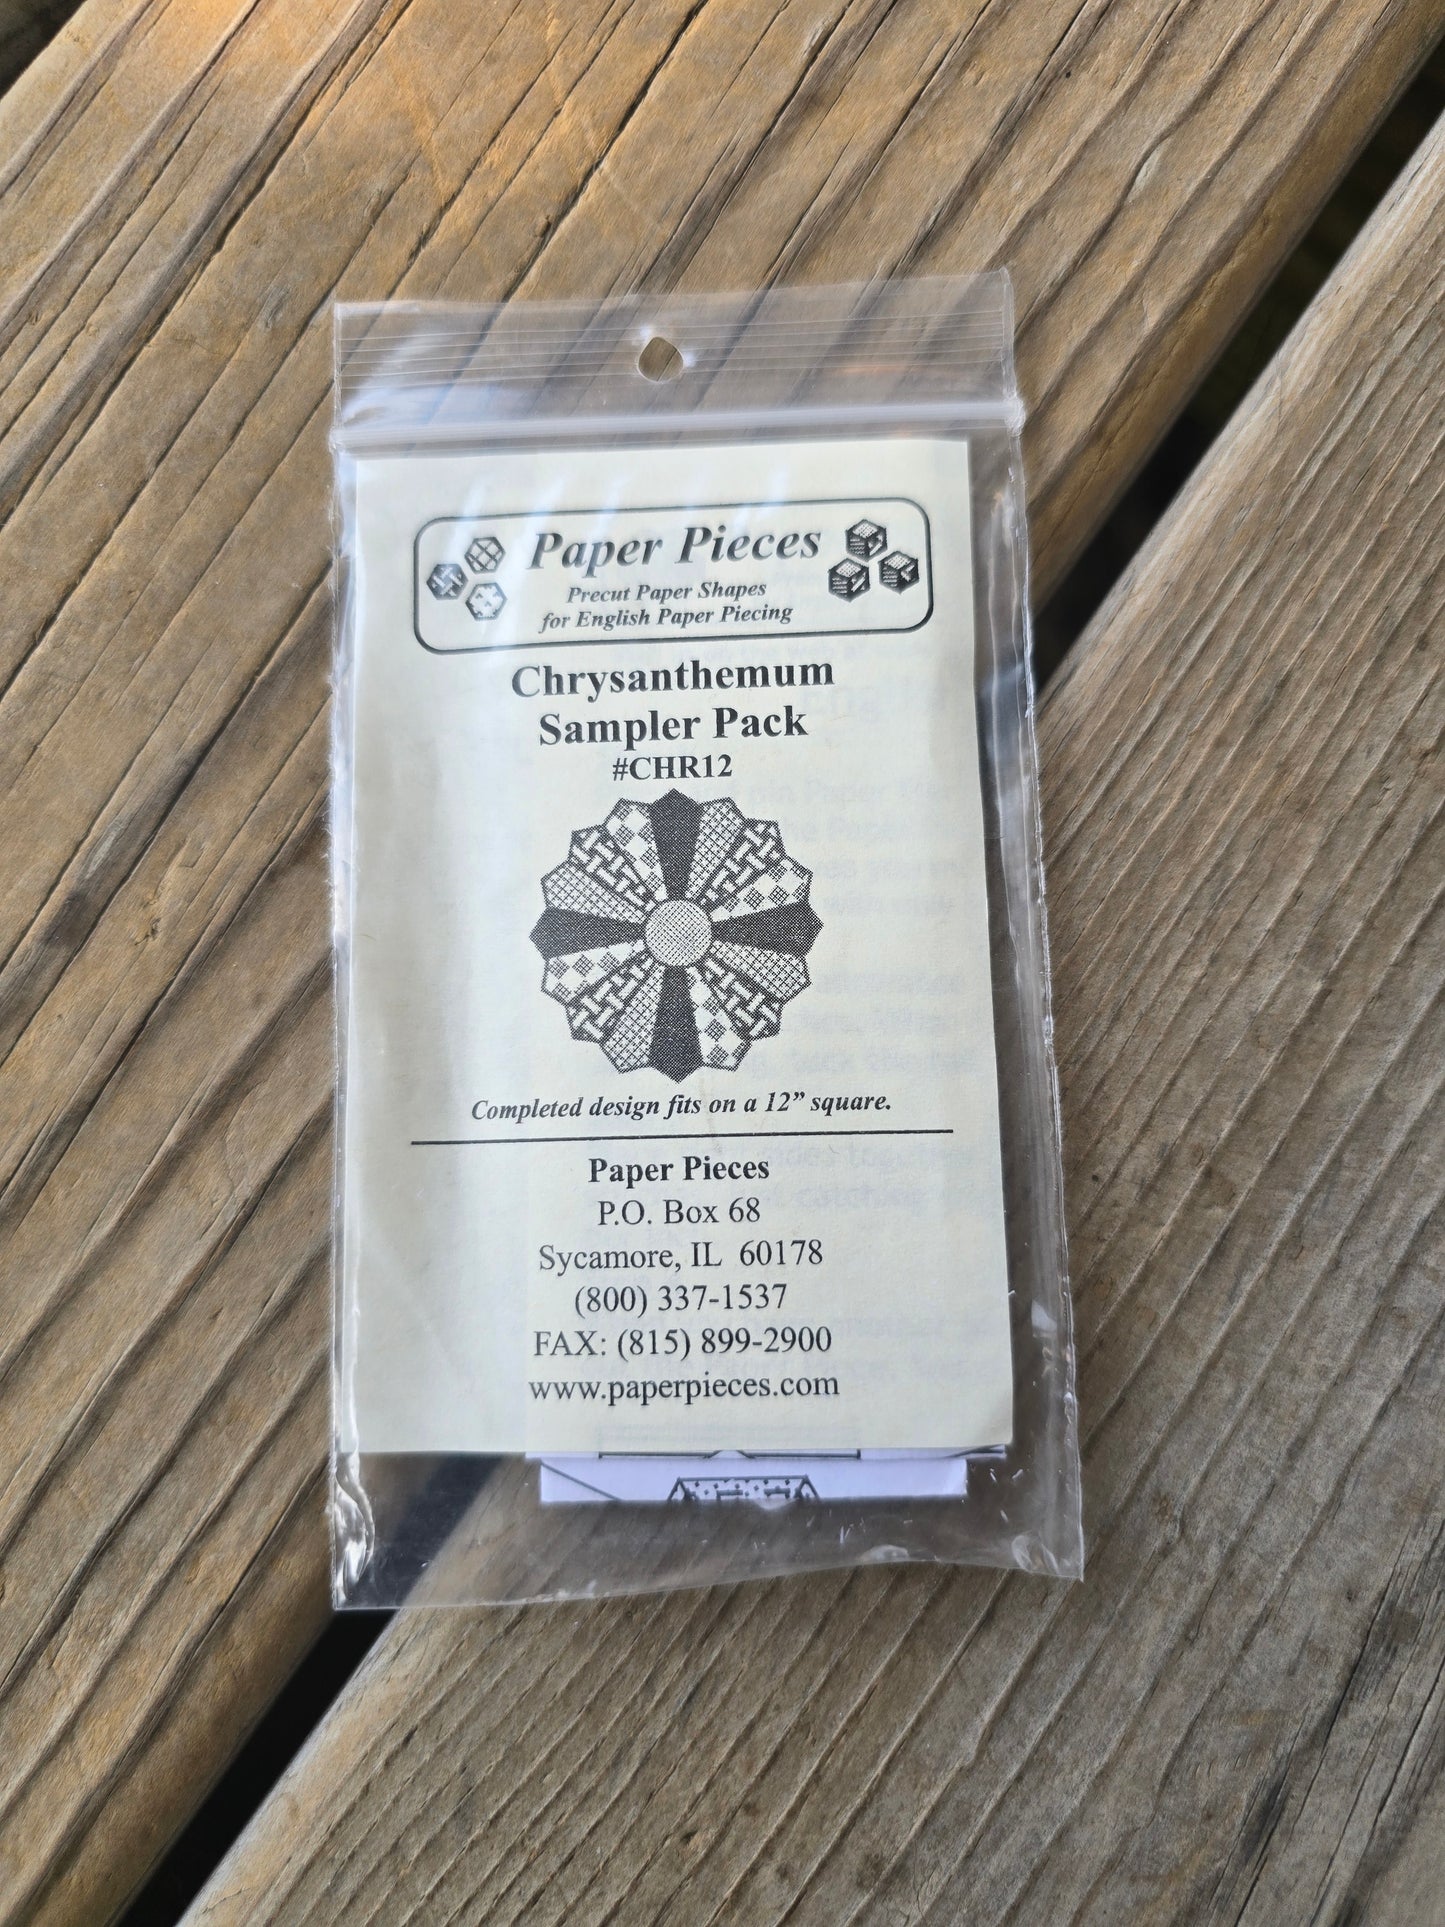 Paper Pieces
Precut Paper Shapes
for English Paper Piecing
Chrysanthemum
Sampler Pack
#CHR12
Completed design fits on a 12” square.
Paper Pieces
P.O. Box 68
Sycamore, IL 60178
(800) 337-1537
FAX: (815) 899-2900
www.paperpieces.com